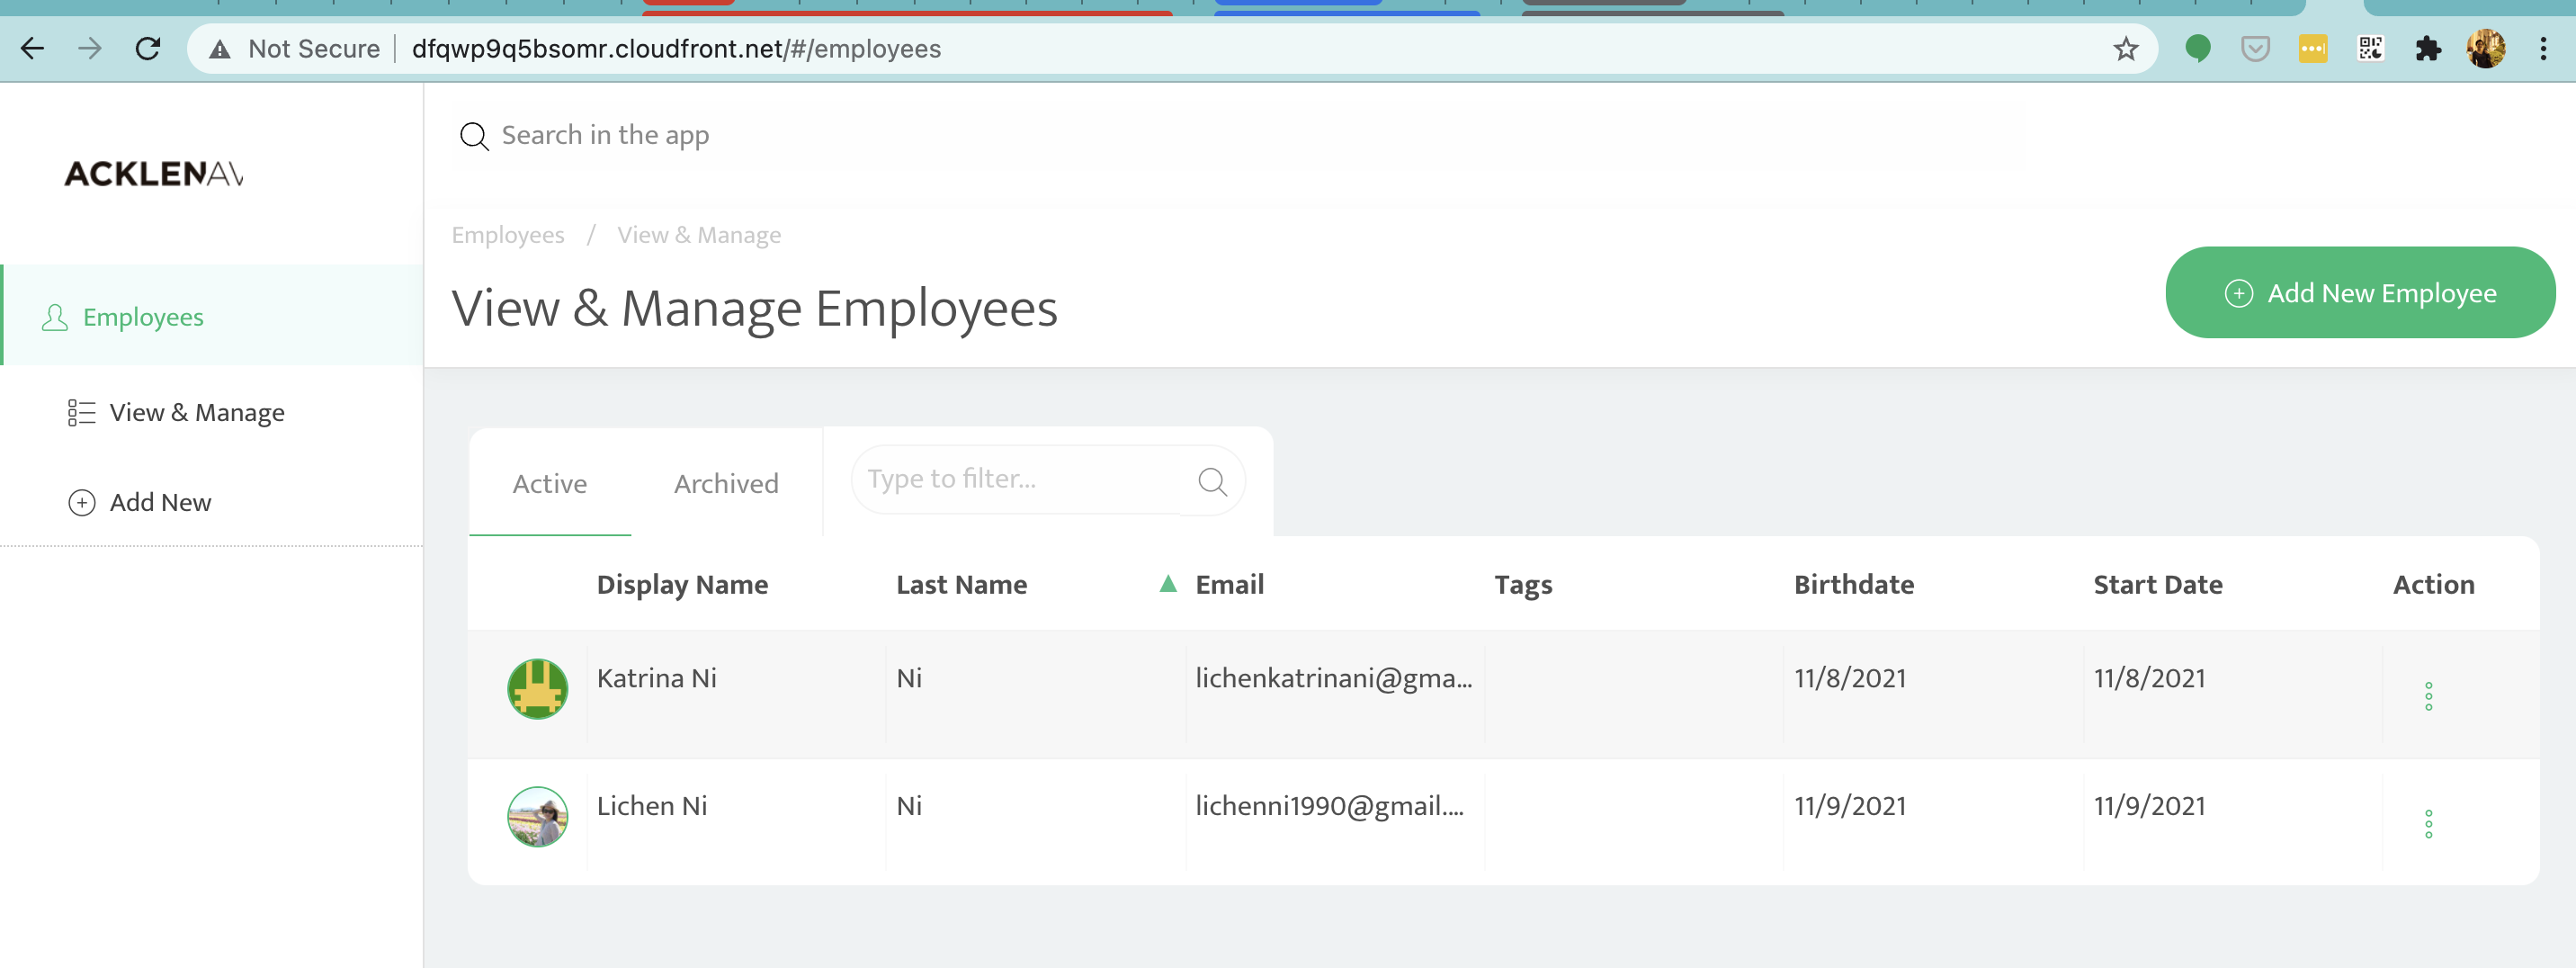 Not Secure | dfqwp9q5bsomr.cloudfront.net/#/employees
ACKLENAV
Search in the app
Employees / View & Manage
View & Manage Employees
Add New Employee
Employees
View & Manage
Add New
Active Archived Type to filter...
Display Name Last Name Email Tags Birthdate Start Date Action
Katrina Ni Ni lichenkatrinani@gma... 11/8/2021 11/8/2021
Lichen Ni Ni lichenni1990@gmail.... 11/9/2021 11/9/2021